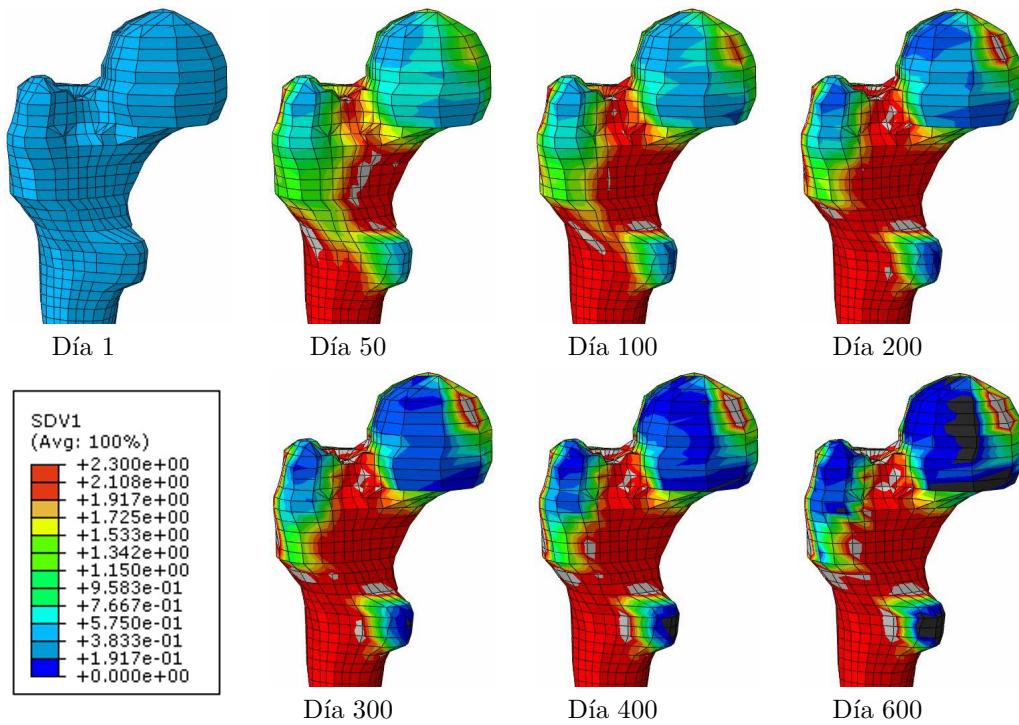 Día 1
Día 50
Día 100
Día 200
SDV1
(Avg: 100%)
+2.300e+00
+2.108e+00
+1.917e+00
+1.725e+00
+1.533e+00
+1.342e+00
+1.150e+00
+9.583e-01
+7.667e-01
+5.750e-01
+3.833e-01
+1.917e-01
+0.000e+00
Día 300
Día 400
Día 600